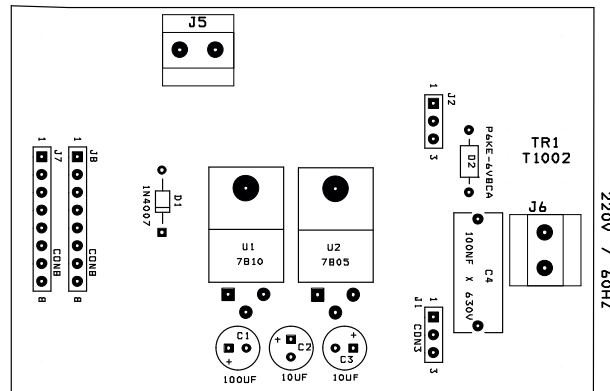 J5
1
J2
3
P6KE-6V8CA
D2
TR1
T1002
1
J7
CON8
8
1
J8
CON8
8
D1
1N4007
U1
7810
U2
7805
J6
220V / 60HZ
C4
100NF X 630V
J1
1
CON3
3
C1
+
100UF
+
C2
10UF
+
C3
10UF